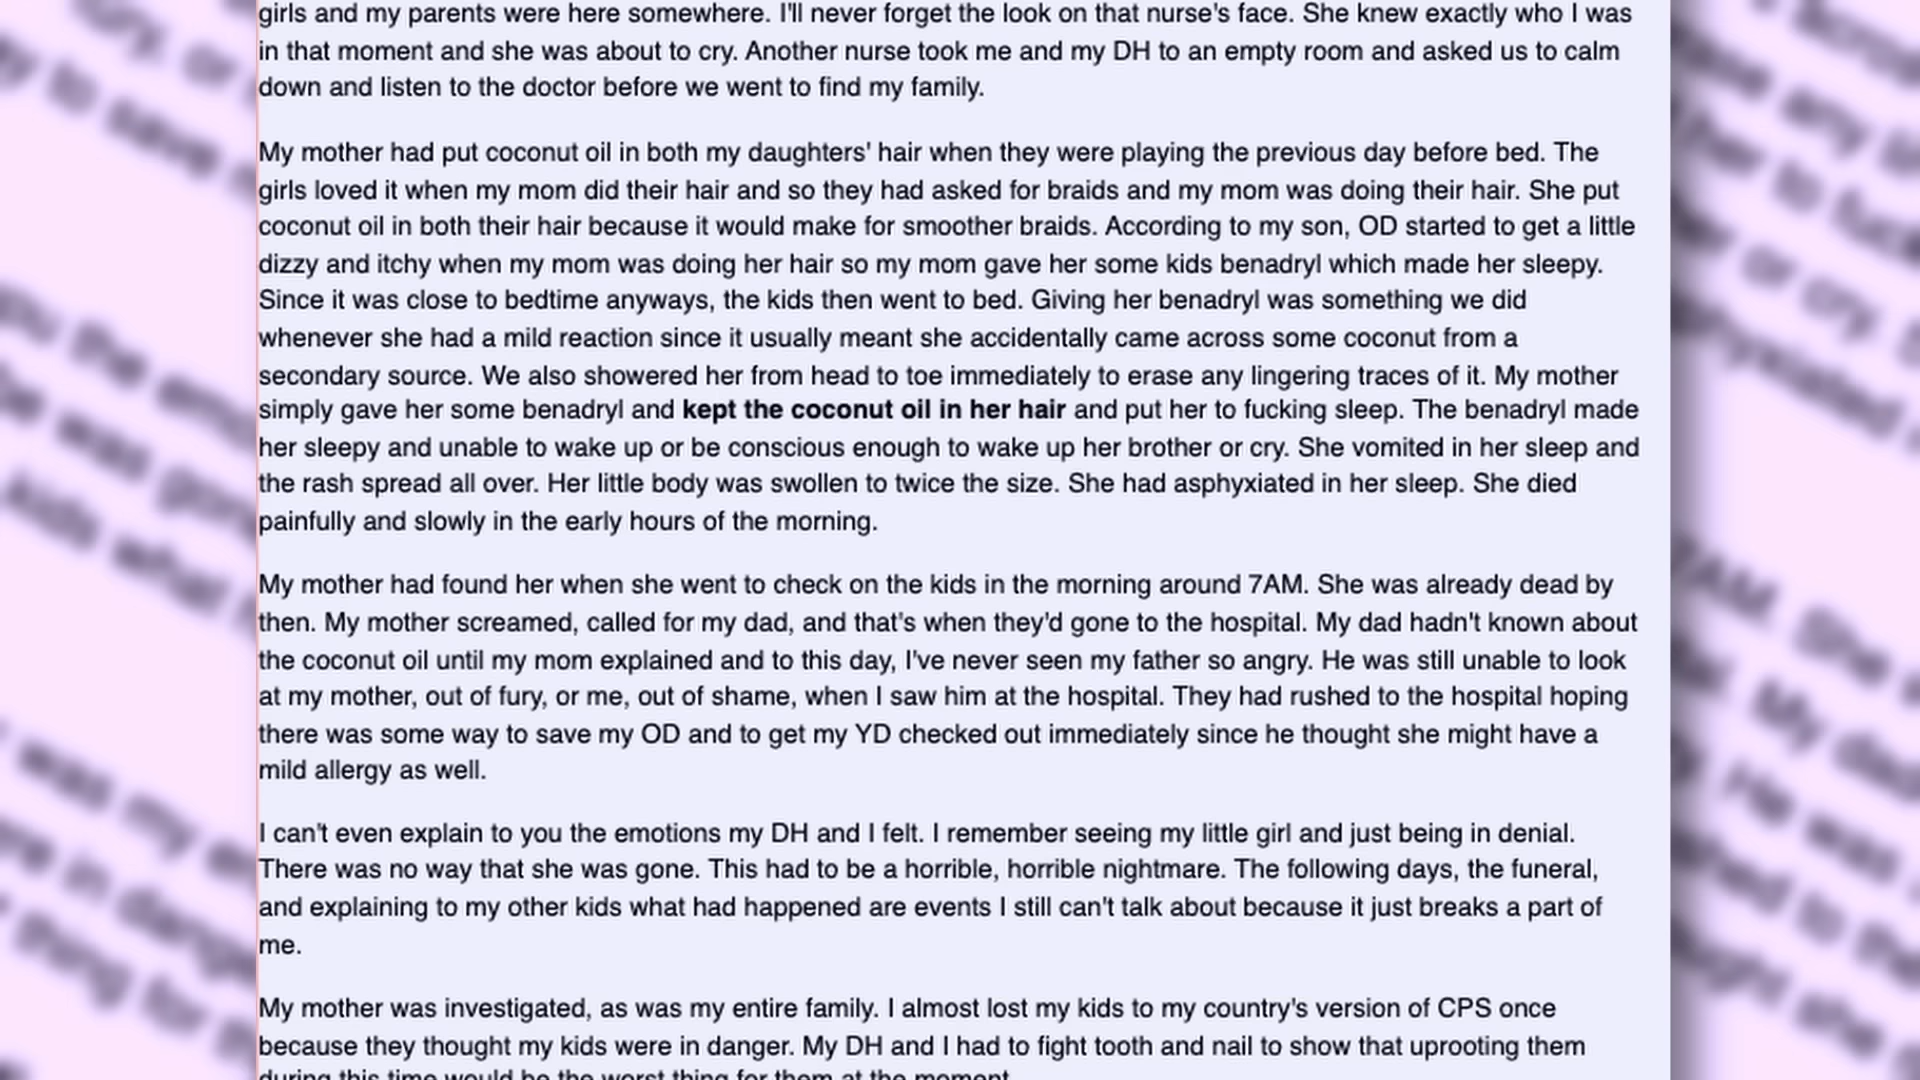 girls and my parents were here somewhere. I'll never forget the look on that nurse's face. She knew exactly who I was
in that moment and she was about to cry. Another nurse took me and my DH to an empty room and asked us to calm
down and listen to the doctor before we went to find my family.
My mother had put coconut oil in both my daughters' hair when they were playing the previous day before bed. The
girls loved it when my mom did their hair and so they had asked for braids and my mom was doing their hair. She put
coconut oil in both their hair because it would make for smoother braids. According to my son, OD started to get a little
dizzy and itchy when my mom was doing her hair so my mom gave her some kids benadryl which made her sleepy.
Since it was close to bedtime anyways, the kids then went to bed. Giving her benadryl was something we did
whenever she had a mild reaction since it usually meant she accidentally came across some coconut from a
secondary source. We also showered her from head to toe immediately to erase any lingering traces of it. My mother
simply gave her some benadryl and kept the coconut oil in her hair and put her to fucking sleep. The benadryl made
her sleepy and unable to wake up or be conscious enough to wake up her brother or cry. She vomited in her sleep and
the rash spread all over. Her little body was swollen to twice the size. She had asphyxiated in her sleep. She died
painfully and slowly in the early hours of the morning.
My mother had found her when she went to check on the kids in the morning around 7AM. She was already dead by
then. My mother screamed, called for my dad, and that's when they'd gone to the hospital. My dad hadn't known about
the coconut oil until my mom explained and to this day, I've never seen my father so angry. He was still unable to look
at my mother, out of fury, or me, out of shame, when I saw him at the hospital. They had rushed to the hospital hoping
there was some way to save my OD and to get my YD checked out immediately since he thought she might have a
mild allergy as well.
I can't even explain to you the emotions my DH and I felt. I remember seeing my little girl and just being in denial.
There was no way that she was gone. This had to be a horrible, horrible nightmare. The following days, the funeral,
and explaining to my other kids what had happened are events I still can't talk about because it just breaks a part of
me.
My mother was investigated, as was my entire family. I almost lost my kids to my country's version of CPS once
because they thought my kids were in danger. My DH and I had to fight tooth and nail to show that uprooting them
during this time would be the worst thing for them at the moment.